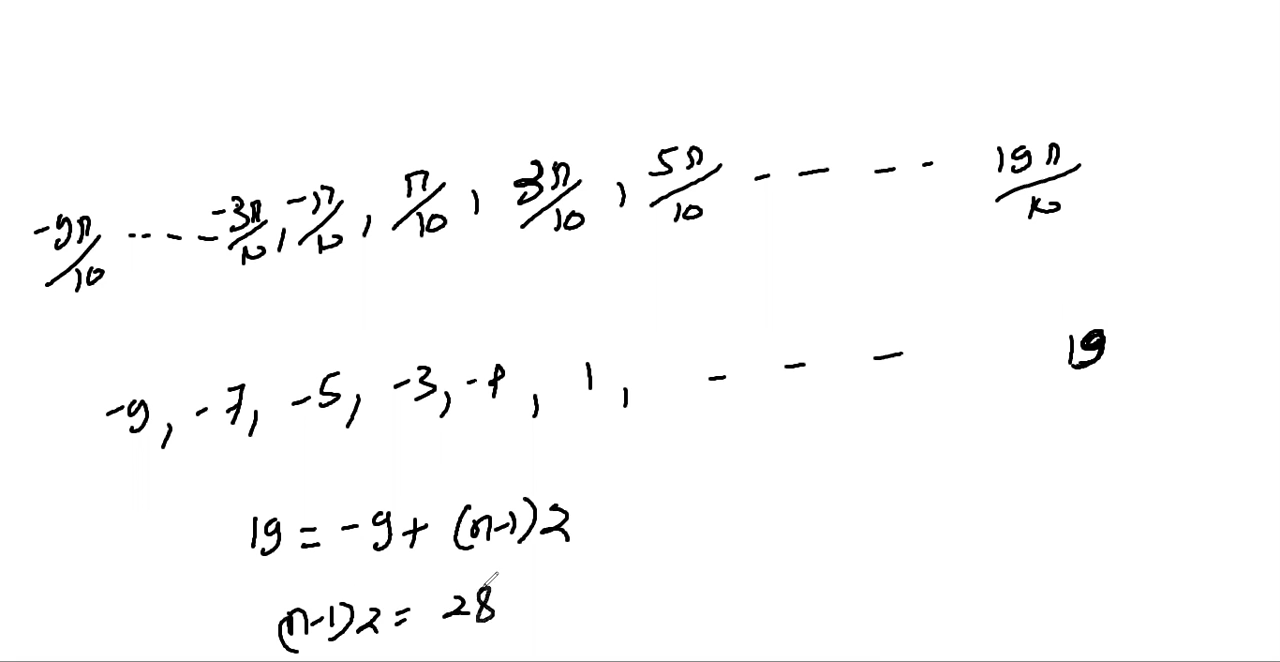 -9π/10 ----- -3π/10, -π/10, π/10, 3π/10, 5π/10 - - - - 19π/10
-9, -7, -5, -3, -1, 1, - - - 19
19 = -9 + (n-1)2
(n-1)2 = 28